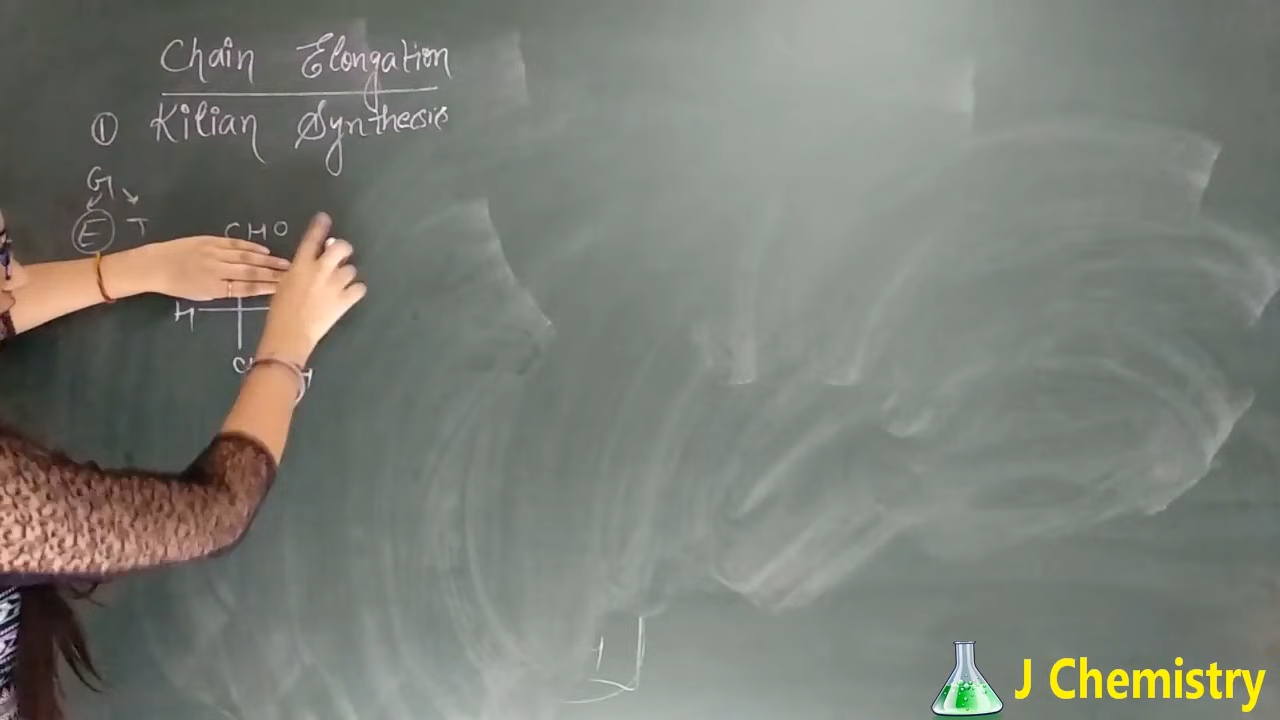 Chain Elongation
① Kilian Synthesis
G
E T
CHO
H
C
J Chemistry